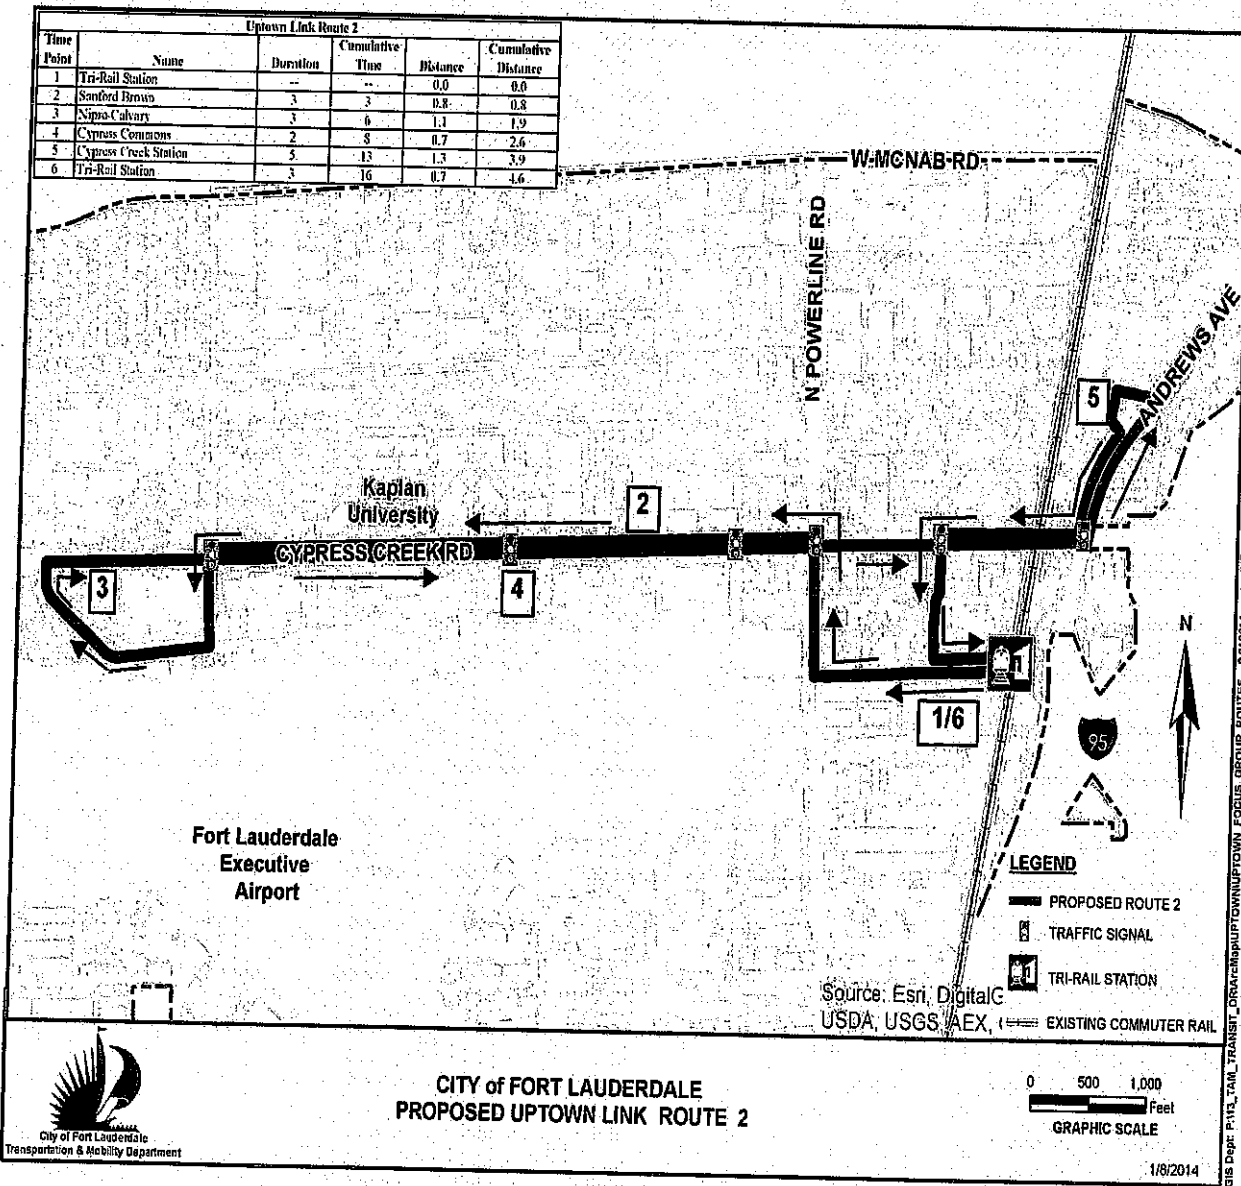 Uptown Link Route 2
Time Point Name Duration Cumulative Time Distance Cumulative Distance
1 Tri-Rail Station -- -- 0.0 0.0
2 Sanford Brown 3 3 0.8 0.8
3 Nipro-Calvary 3 6 1.1 1.9
4 Cypress Commons 2 8 0.7 2.6
5 Cypress Creek Station 5 13 1.3 3.9
6 Tri-Rail Station 3 16 0.7 4.6
W MCNAB RD
N POWERLINE RD
ANDREWS AVE
5
Kaplan
University
2
CYPRESS CREEK RD
3
4
1/6
N
95
Fort Lauderdale
Executive
Airport
LEGEND
PROPOSED ROUTE 2
TRAFFIC SIGNAL
TRI-RAIL STATION
EXISTING COMMUTER RAIL
Source: Esri, DigitalG
USDA, USGS, AEX,
City of Fort Lauderdale
Transportation & Mobility Department
CITY of FORT LAUDERDALE
PROPOSED UPTOWN LINK ROUTE 2
0 500 1,000
Feet
GRAPHIC SCALE
1/8/2014